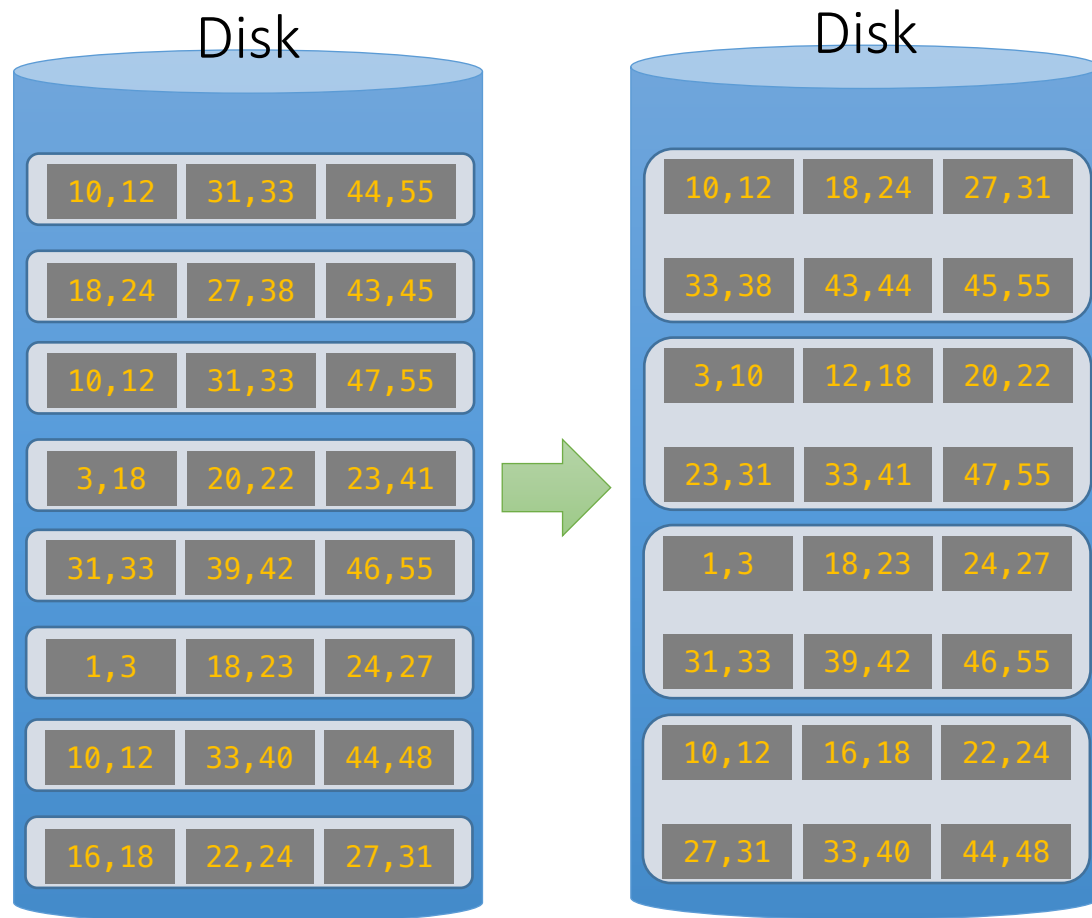 Disk
10,12 31,33 44,55
18,24 27,38 43,45
10,12 31,33 47,55
3,18 20,22 23,41
31,33 39,42 46,55
1,3 18,23 24,27
10,12 33,40 44,48
16,18 22,24 27,31
Disk
10,12 18,24 27,31
33,38 43,44 45,55
3,10 12,18 20,22
23,31 33,41 47,55
1,3 18,23 24,27
31,33 39,42 46,55
10,12 16,18 22,24
27,31 33,40 44,48